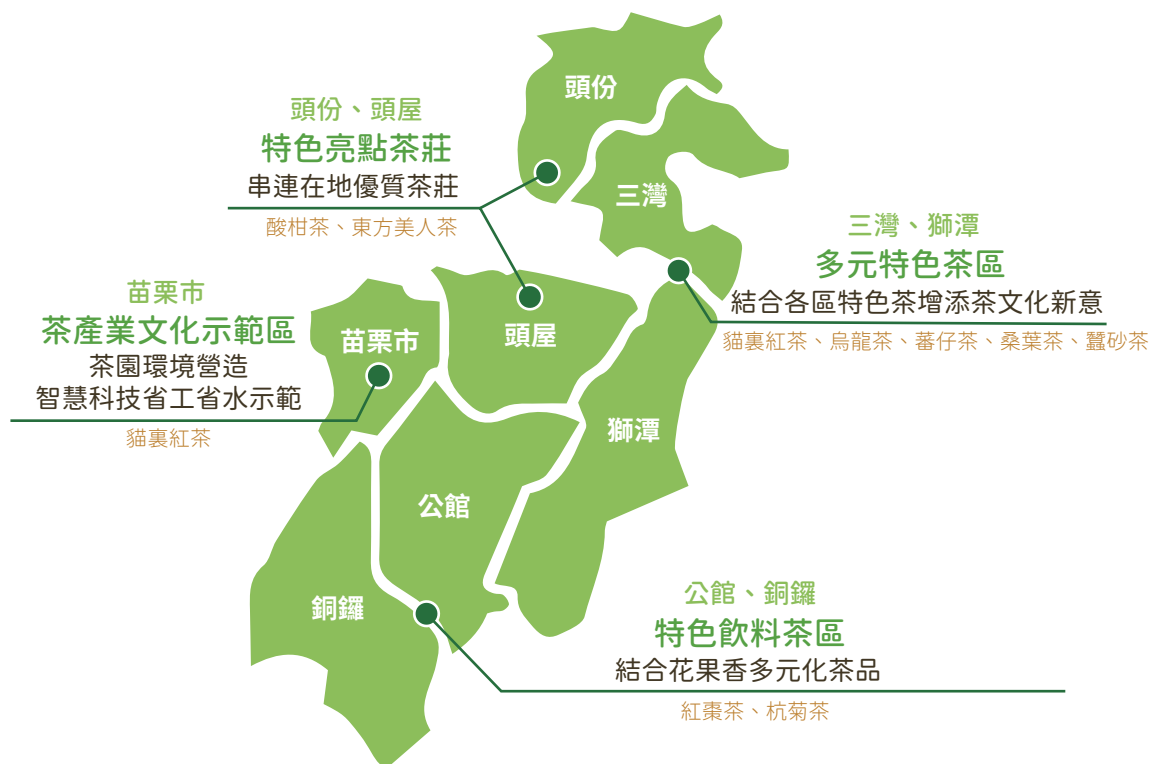 頭份
頭份、頭屋
特色亮點茶莊
串連在地優質茶莊
酸柑茶、東方美人茶
三灣
三灣、獅潭
多元特色茶區
結合各區特色茶增添茶文化新意
貓裏紅茶、烏龍茶、蕃仔茶、桑葉茶、蠶砂茶
苗栗市
茶產業文化示範區
茶園環境營造
智慧科技省工省水示範
貓裏紅茶
苗栗市
頭屋
獅潭
公館
銅鑼
公館、銅鑼
特色飲料茶區
結合花果香多元化茶品
紅棗茶、杭菊茶